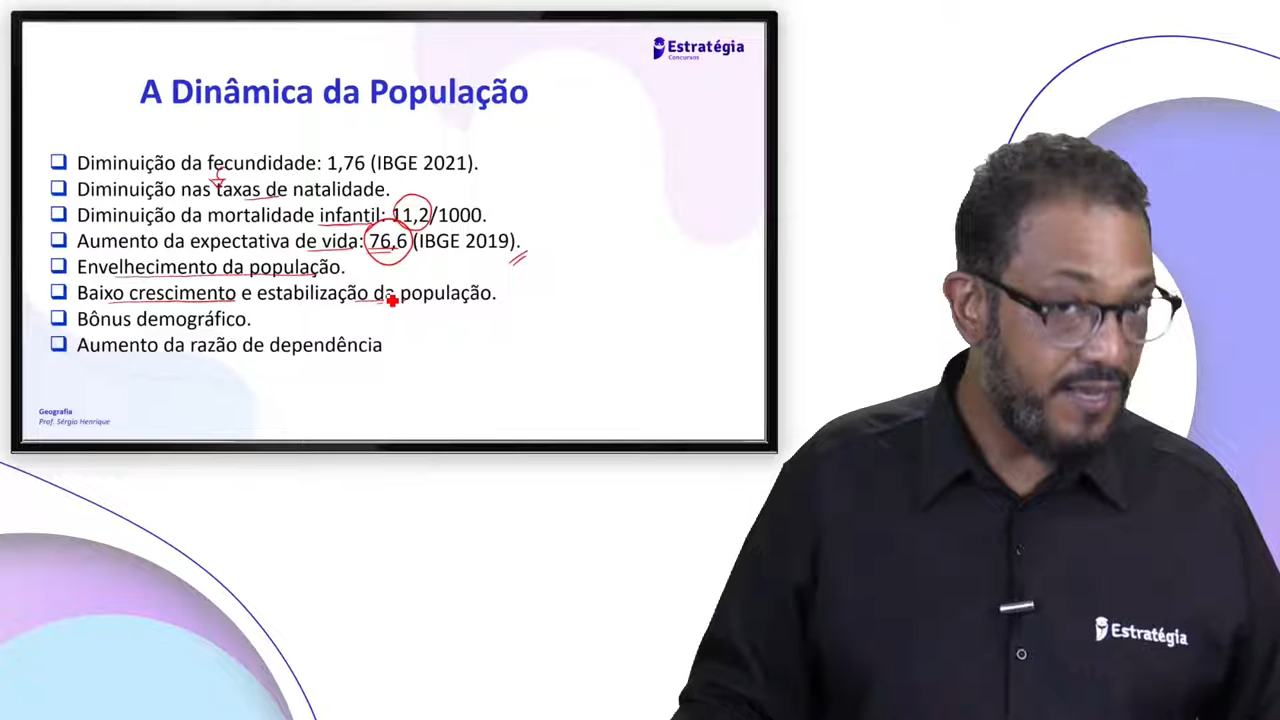 Estratégia
Concursos
A Dinâmica da População
Diminuição da fecundidade: 1,76 (IBGE 2021).
Diminuição nas taxas de natalidade.
Diminuição da mortalidade infantil: 11,2/1000.
Aumento da expectativa de vida: 76,6 (IBGE 2019).
Envelhecimento da população.
Baixo crescimento e estabilização da população.
Bônus demográfico.
Aumento da razão de dependência
Geografia
Prof. Sérgio Henrique
Estratégia